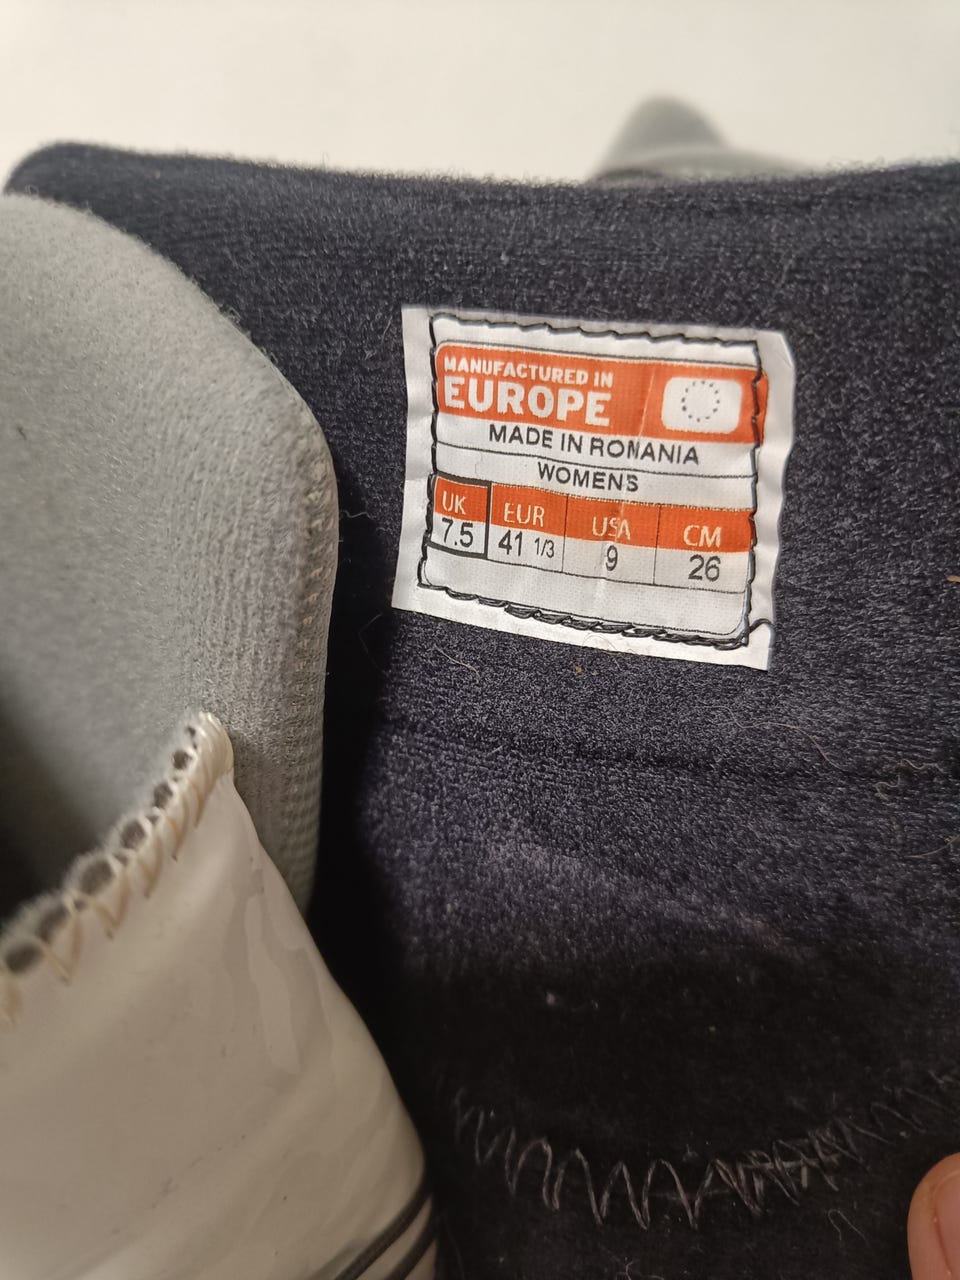 MANUFACTURED IN
EUROPE
MADE IN ROMANIA
WOMENS
UK EUR USA CM
7.5 41 1/3 9 26